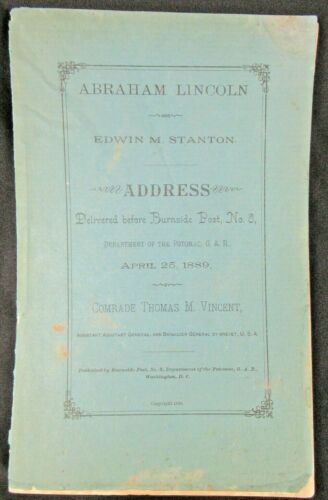 ABRAHAM LINCOLN
AND
EDWIN M. STANTON.
ADDRESS
Delivered before Burnside Post, No. 8,
DEPARTMENT OF THE POTOMAC, G. A. R.,
APRIL 25, 1889,
BY
COMRADE THOMAS M. VINCENT,
ASSISTANT ADJUTANT GENERAL, AND BRIGADIER GENERAL BY BREVET, U. S. A.
Published by Burnside Post, No. 8, Department of the Potomac, G. A. R.,
Washington, D. C.
Copyright